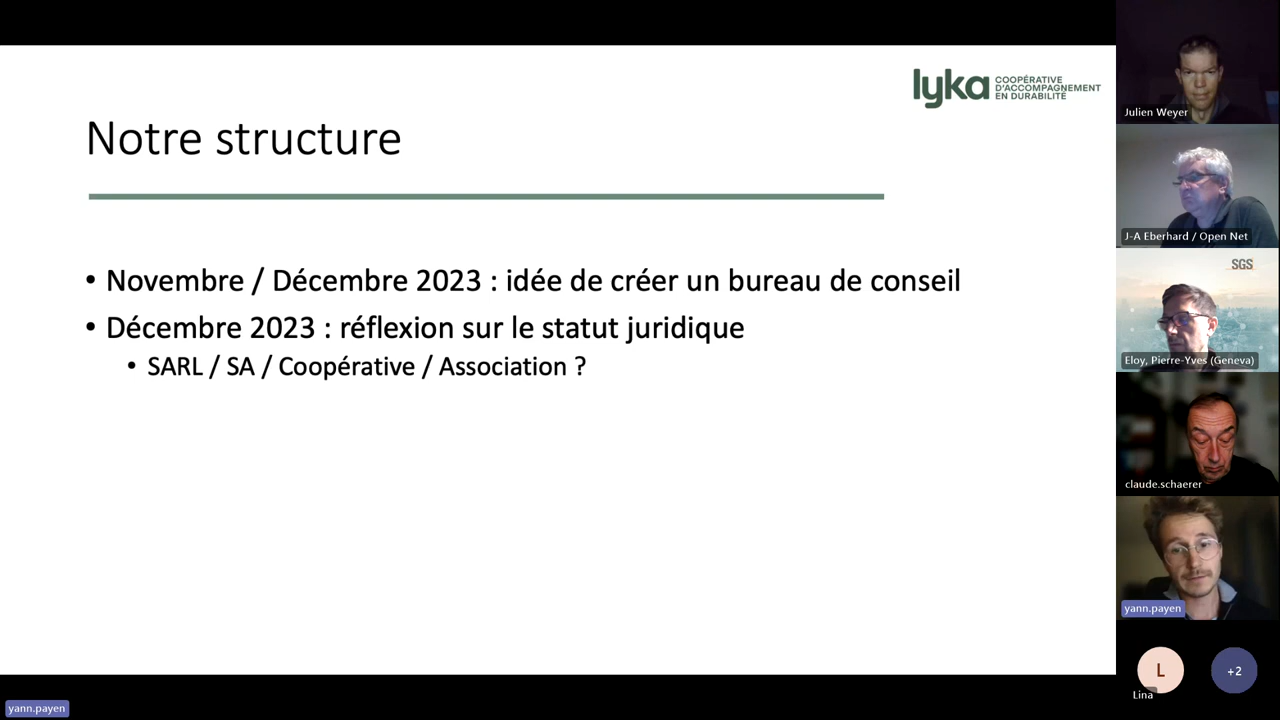 lyka
COOPÉRATIVE
D'ACCOMPAGNEMENT
EN DURABILITÉ
Notre structure
• Novembre / Décembre 2023 : idée de créer un bureau de conseil
• Décembre 2023 : réflexion sur le statut juridique
• SARL / SA / Coopérative / Association ?
Julien Weyer
J-A Eberhard / Open Net
SGS
Eloy, Pierre-Yves (Geneva)
claude.schaerer
yann.payen
L
+2
Lina
yann.payen